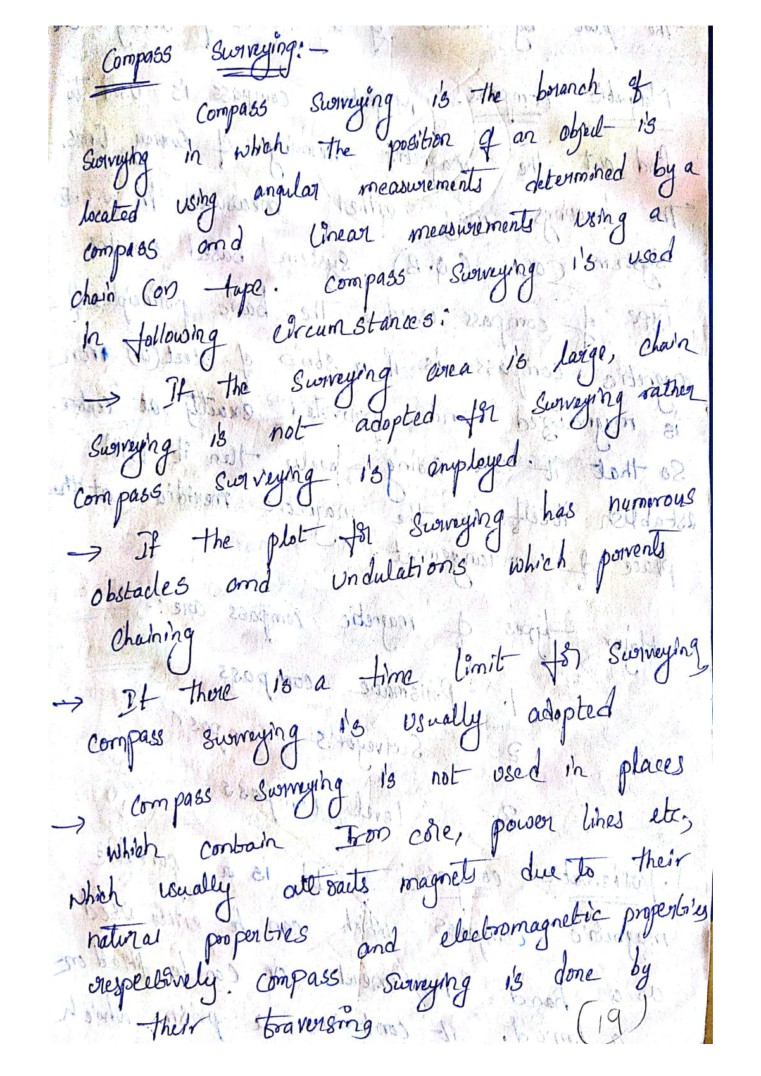 Compass Surveying:-
Compass Surveying is the branch of
Surveying in which the position of an object is
located using angular measurements determined by a
compass and linear measurements using a
chain (or) tape. Compass Surveying is used
in following circumstances:
→ If the Surveying area is large, chain
Surveying is not adopted for Surveying rather
Compass Surveying is employed.
→ If the plot for Surveying has numerous
obstacles and undulations which prevents
Chaining
→ If there is a time limit for Surveying,
Compass Surveying is usually adopted
→ Compass Surveying is not used in places
which contain Iron core, power lines etc;
which usually attracts magnets due to their
natural properties and electromagnetic properties
respectively. Compass Surveying is done by
their traversing
(19)